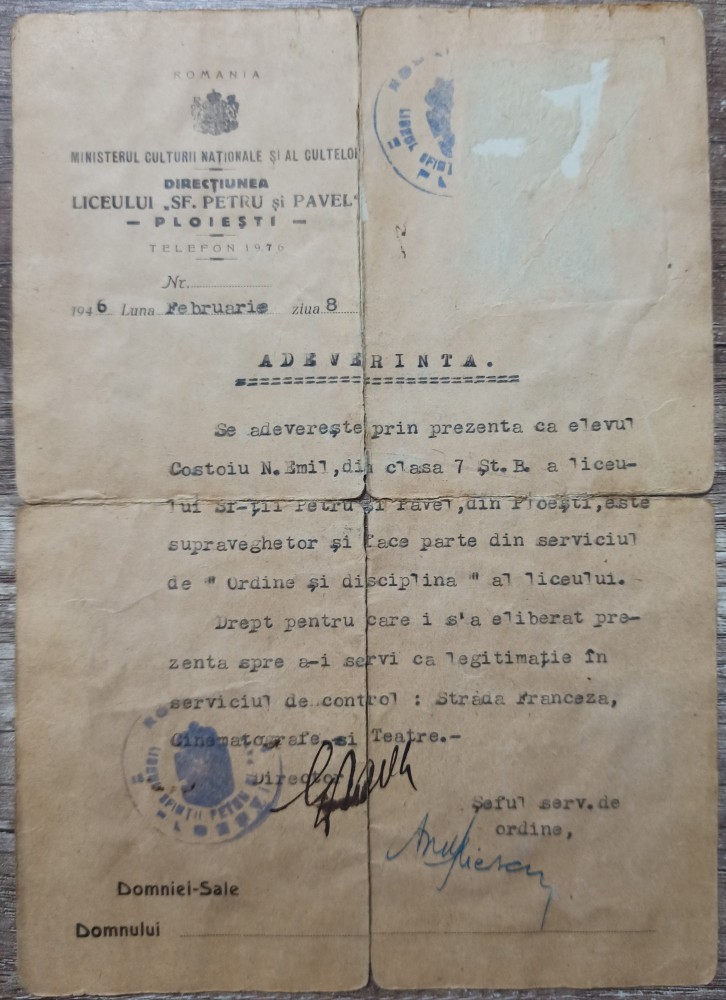 ROMANIA
MINISTERUL CULTURII NAȚIONALE ȘI AL CULTELOR
DIRECȚIUNEA
LICEULUI „SF. PETRU și PAVEL"
— PLOIEȘTI —
TELEFON 1976
Nr.
1946 Luna Februarie ziua 8
ADEVERINTA.
Se adeverește prin prezenta ca elevul
Costoiu N.Emil,din clasa 7 Șt.B. a liceu-
lui Sf-ții Petru și Pavel,din Ploești,este
supraveghetor și face parte din serviciul
de " Ordine și disciplina " al liceului.
Drept pentru care i s'a eliberat pre-
zenta spre a-i servi ca legitimație în
serviciul de control : Strada Franceza,
Cinematografe și Teatre.-
Director
Șeful serv.de
ordine,
Domniei-Sale
Domnului